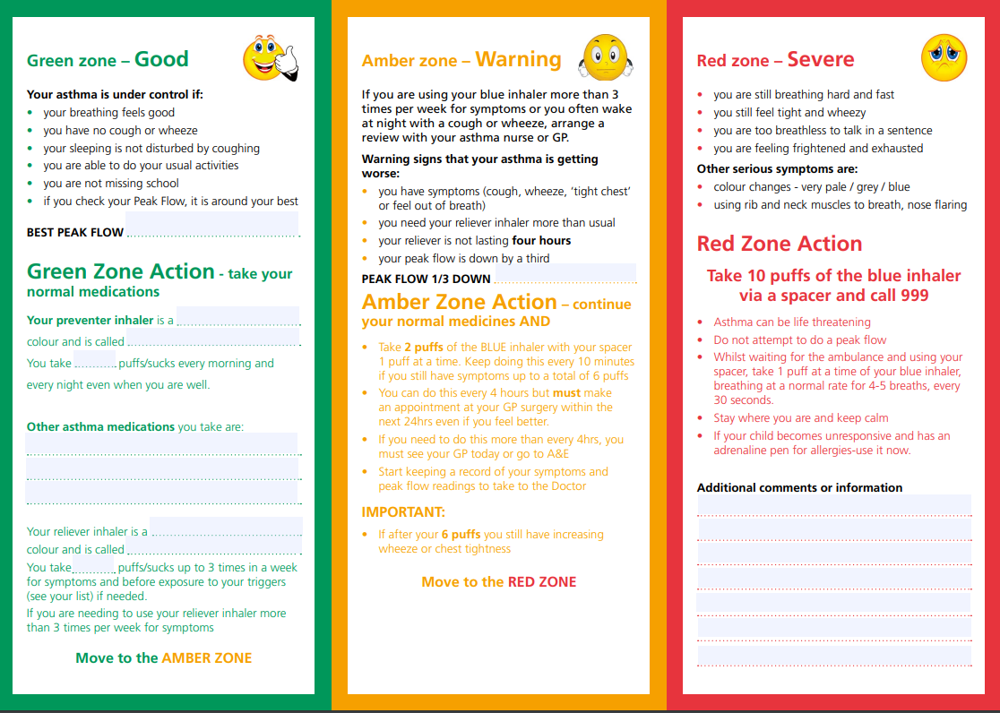 Green zone – Good
Your asthma is under control if:
• your breathing feels good
• you have no cough or wheeze
• your sleeping is not disturbed by coughing
• you are able to do your usual activities
• you are not missing school
• if you check your Peak Flow, it is around your best
BEST PEAK FLOW
Green Zone Action - take your
normal medications
Your preventer inhaler is a
colour and is called
You take puffs/sucks every morning and
every night even when you are well.
Other asthma medications you take are:
Your reliever inhaler is a
colour and is called
You take puffs/sucks up to 3 times in a week
for symptoms and before exposure to your triggers
(see your list) if needed.
If you are needing to use your reliever inhaler more
than 3 times per week for symptoms
Move to the AMBER ZONE
Amber zone – Warning
If you are using your blue inhaler more than 3
times per week for symptoms or you often wake
at night with a cough or wheeze, arrange a
review with your asthma nurse or GP.
Warning signs that your asthma is getting
worse:
• you have symptoms (cough, wheeze, ‘tight chest’
or feel out of breath)
• you need your reliever inhaler more than usual
• your reliever is not lasting four hours
• your peak flow is down by a third
PEAK FLOW 1/3 DOWN
Amber Zone Action – continue
your normal medicines AND
• Take 2 puffs of the BLUE inhaler with your spacer
1 puff at a time. Keep doing this every 10 minutes
if you still have symptoms up to a total of 6 puffs
• You can do this every 4 hours but must make
an appointment at your GP surgery within the
next 24hrs even if you feel better.
• If you need to do this more than every 4hrs, you
must see your GP today or go to A&E
• Start keeping a record of your symptoms and
peak flow readings to take to the Doctor
IMPORTANT:
• If after your 6 puffs you still have increasing
wheeze or chest tightness
Move to the RED ZONE
Red zone – Severe
• you are still breathing hard and fast
• you still feel tight and wheezy
• you are too breathless to talk in a sentence
• you are feeling frightened and exhausted
Other serious symptoms are:
• colour changes - very pale / grey / blue
• using rib and neck muscles to breath, nose flaring
Red Zone Action
Take 10 puffs of the blue inhaler
via a spacer and call 999
• Asthma can be life threatening
• Do not attempt to do a peak flow
• Whilst waiting for the ambulance and using your
spacer, take 1 puff at a time of your blue inhaler,
breathing at a normal rate for 4-5 breaths, every
30 seconds.
• Stay where you are and keep calm
• If your child becomes unresponsive and has an
adrenaline pen for allergies-use it now.
Additional comments or information